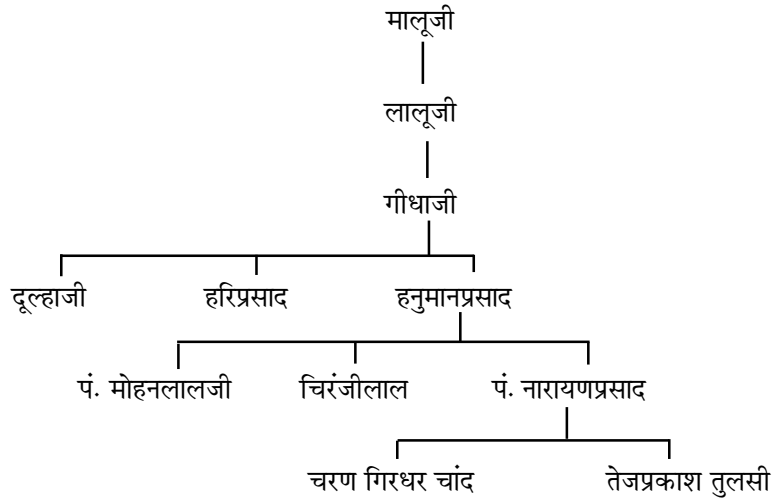 मालूजी
लालूजी
गीधाजी
दूल्हाजी हरिप्रसाद हनुमानप्रसाद
पं. मोहनलालजी चिरंजीलाल पं. नारायणप्रसाद
चरण गिरधर चांद तेजप्रकाश तुलसी